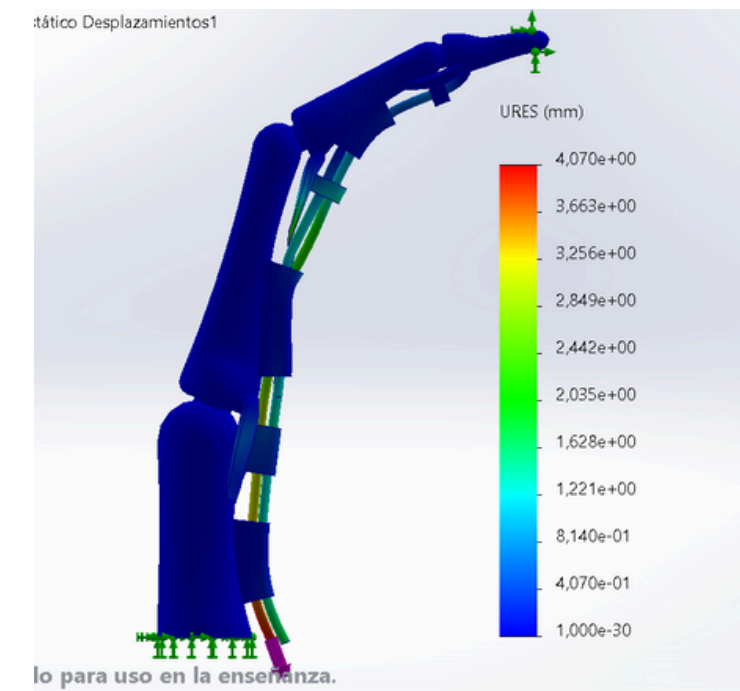 stático Desplazamientos1
URES (mm)
4,070e+00
3,663e+00
3,256e+00
2,849e+00
2,442e+00
2,035e+00
1,628e+00
1,221e+00
8,140e-01
4,070e-01
1,000e-30
lo para uso en la enseñanza.